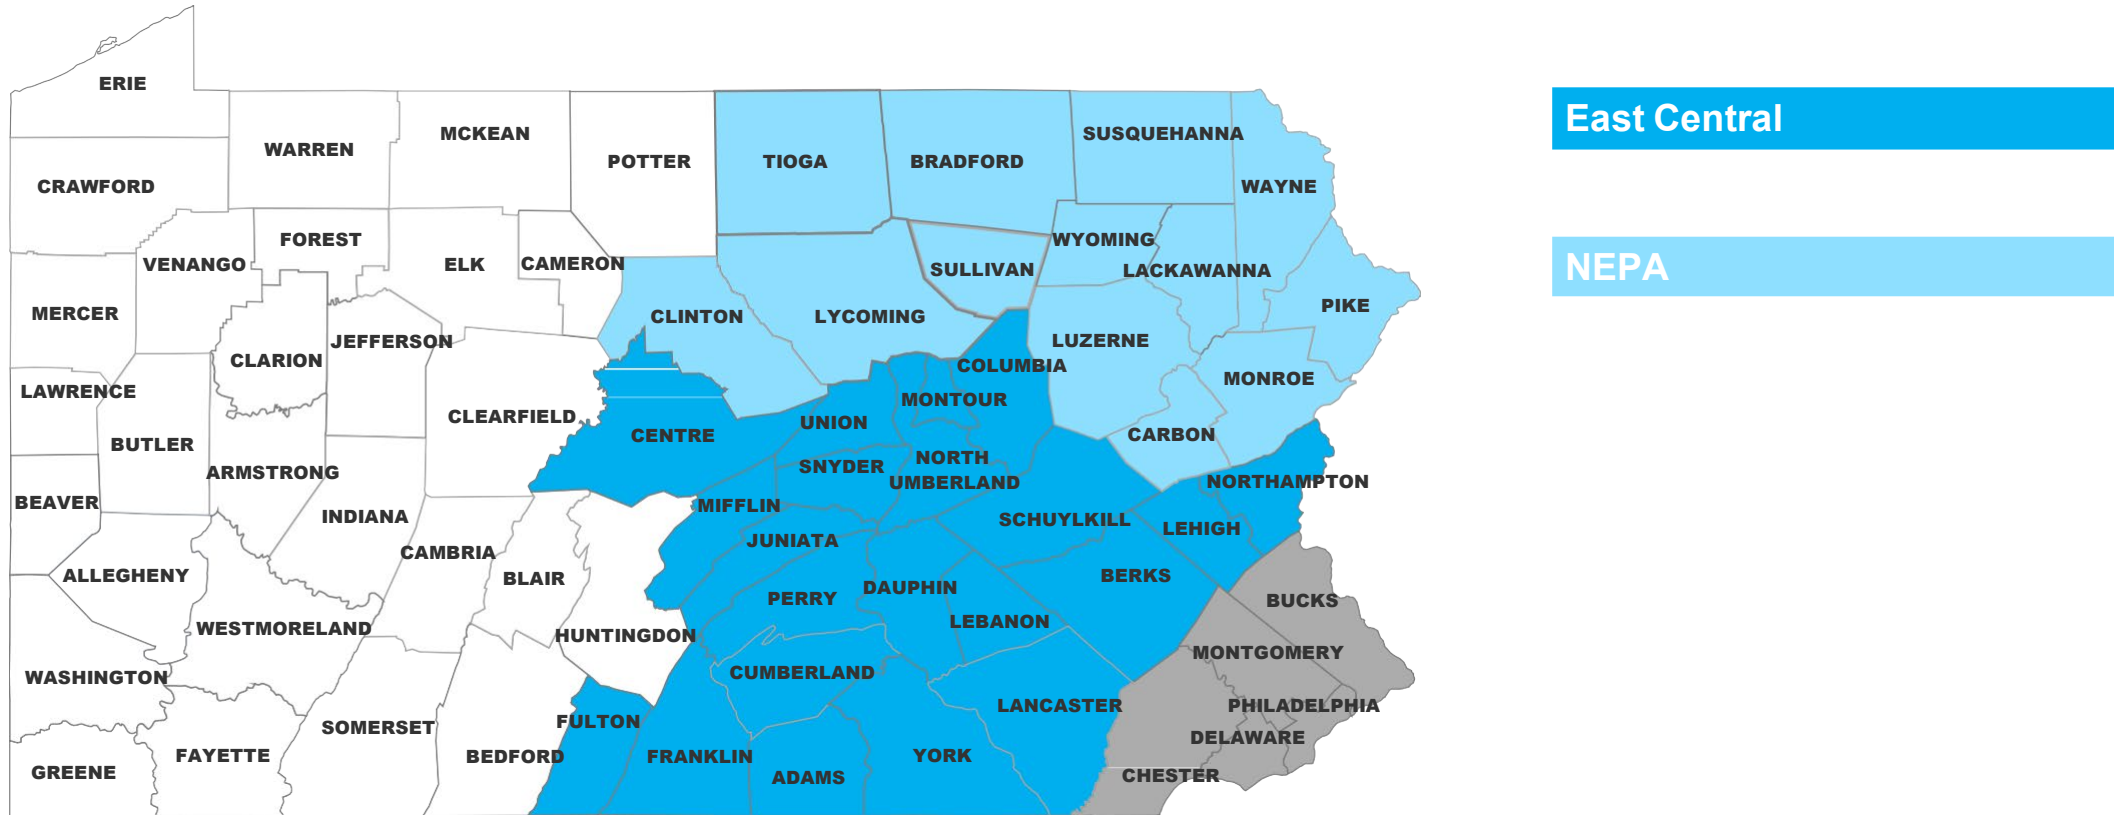 ERIE
WARREN
MCKEAN
POTTER
TIOGA
BRADFORD
SUSQUEHANNA
WAYNE
CRAWFORD
FOREST
VENANGO
ELK
CAMERON
SULLIVAN
WYOMING
LACKAWANNA
PIKE
MERCER
CLARION
JEFFERSON
CLINTON
LYCOMING
LUZERNE
COLUMBIA
MONROE
LAWRENCE
BUTLER
CLEARFIELD
CENTRE
UNION
MONTOUR
CARBON
ARMSTRONG
SNYDER
NORTH
UMBERLAND
NORTHAMPTON
BEAVER
INDIANA
MIFFLIN
SCHUYLKILL
LEHIGH
CAMBRIA
JUNIATA
ALLEGHENY
BLAIR
PERRY
DAUPHIN
BERKS
BUCKS
WESTMORELAND
HUNTINGDON
LEBANON
MONTGOMERY
WASHINGTON
CUMBERLAND
LANCASTER
PHILADELPHIA
SOMERSET
FULTON
DELAWARE
GREENE
FAYETTE
BEDFORD
FRANKLIN
ADAMS
YORK
CHESTER
East Central
NEPA